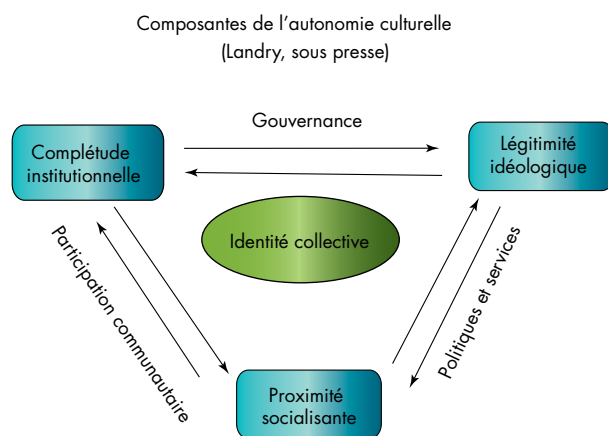 Composantes de l'autonomie culturelle
(Landry, sous presse)
Gouvernance
Complétude
institutionnelle
Légitimité
idéologique
Identité collective
Participation communautaire
Politiques et services
Proximité
socialisante